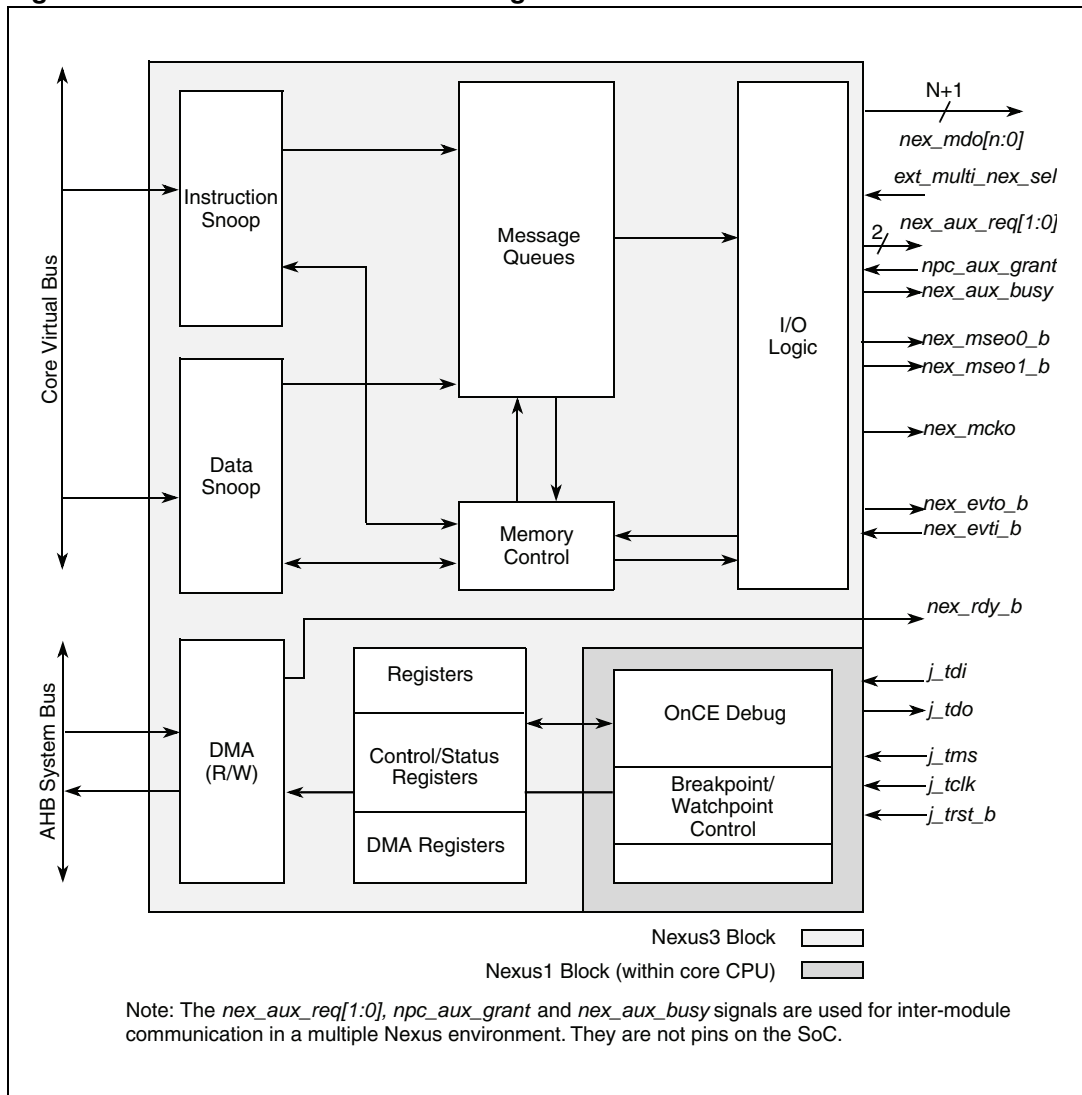 N+1
nex_mdo[n:0]
ext_multi_nex_sel
nex_aux_req[1:0]
2
npc_aux_grant
nex_aux_busy
nex_mseo0_b
nex_mseo1_b
nex_mcko
nex_evto_b
nex_evti_b
nex_rdy_b
j_tdi
j_tdo
j_tms
j_tclk
j_trst_b
Core Virtual Bus
AHB System Bus
Instruction
Snoop
Data
Snoop
Message
Queues
Memory
Control
I/O
Logic
DMA
(R/W)
Registers
Control/Status
Registers
DMA Registers
OnCE Debug
Breakpoint/
Watchpoint
Control
Nexus3 Block
Nexus1 Block (within core CPU)
Note: The nex_aux_req[1:0], npc_aux_grant and nex_aux_busy signals are used for inter-module
communication in a multiple Nexus environment. They are not pins on the SoC.